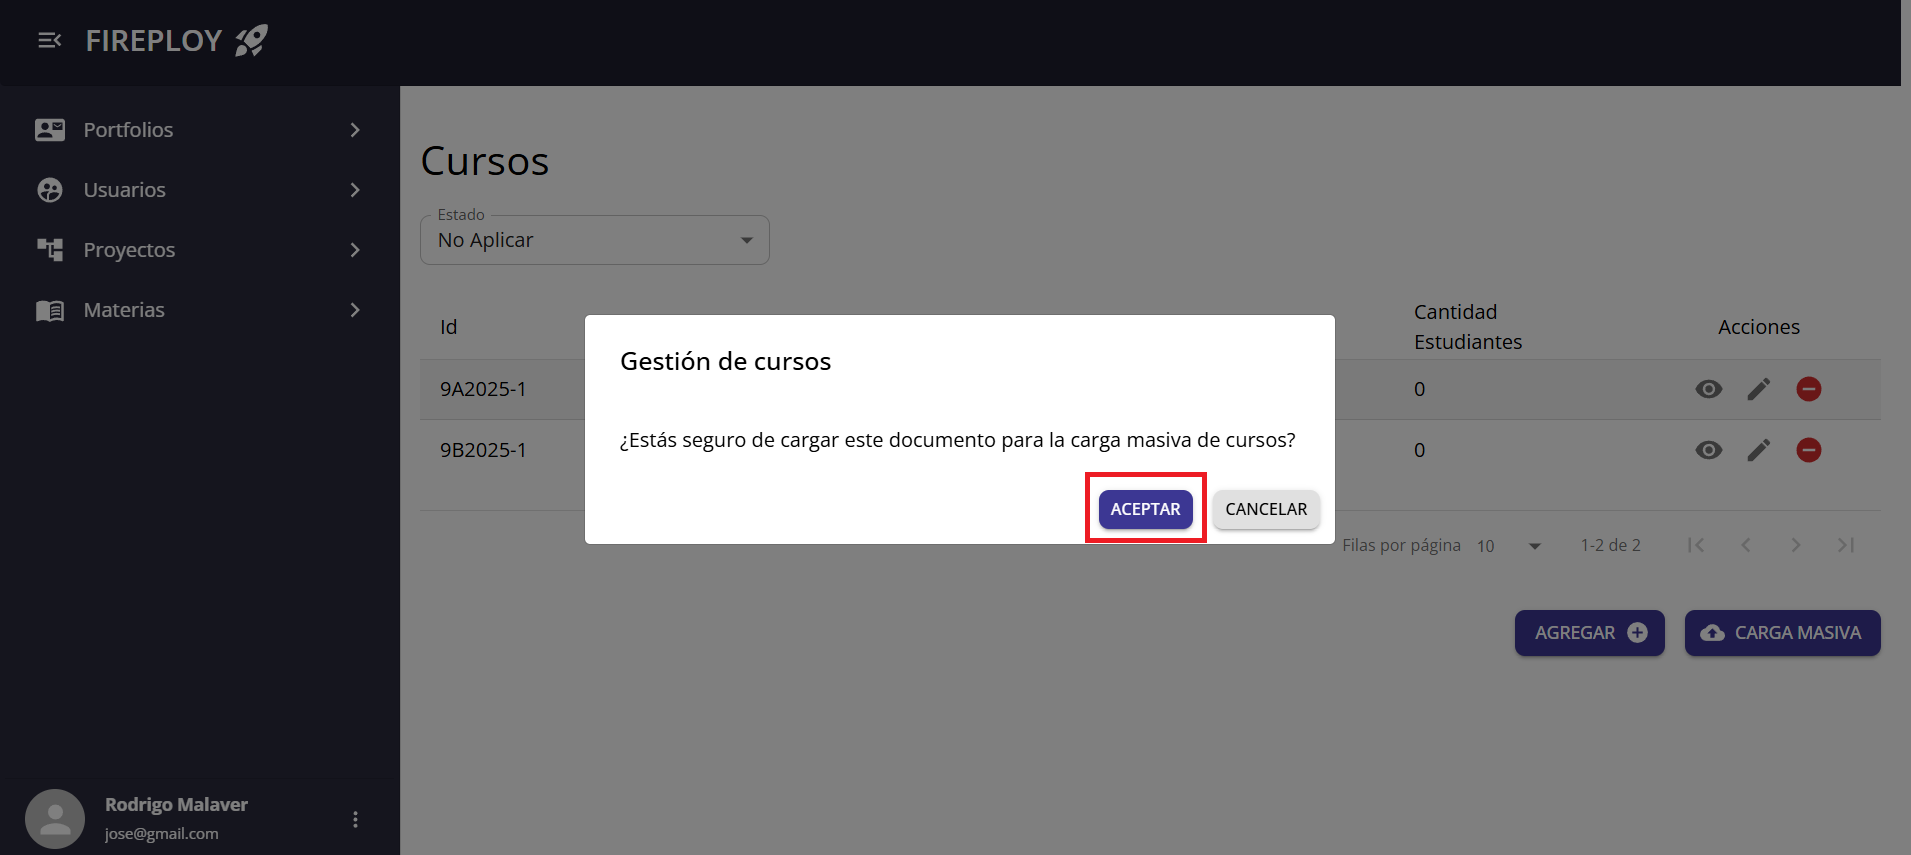 FIREPLOY
Portfolios
Usuarios
Proyectos
Materias
Cursos
Estado
No Aplicar
Id
Cantidad
Estudiantes
Acciones
9A2025-1
0
9B2025-1
0
Gestión de cursos
¿Estás seguro de cargar este documento para la carga masiva de cursos?
ACEPTAR
CANCELAR
Filas por página 10 1-2 de 2
AGREGAR
CARGA MASIVA
Rodrigo Malaver
jose@gmail.com